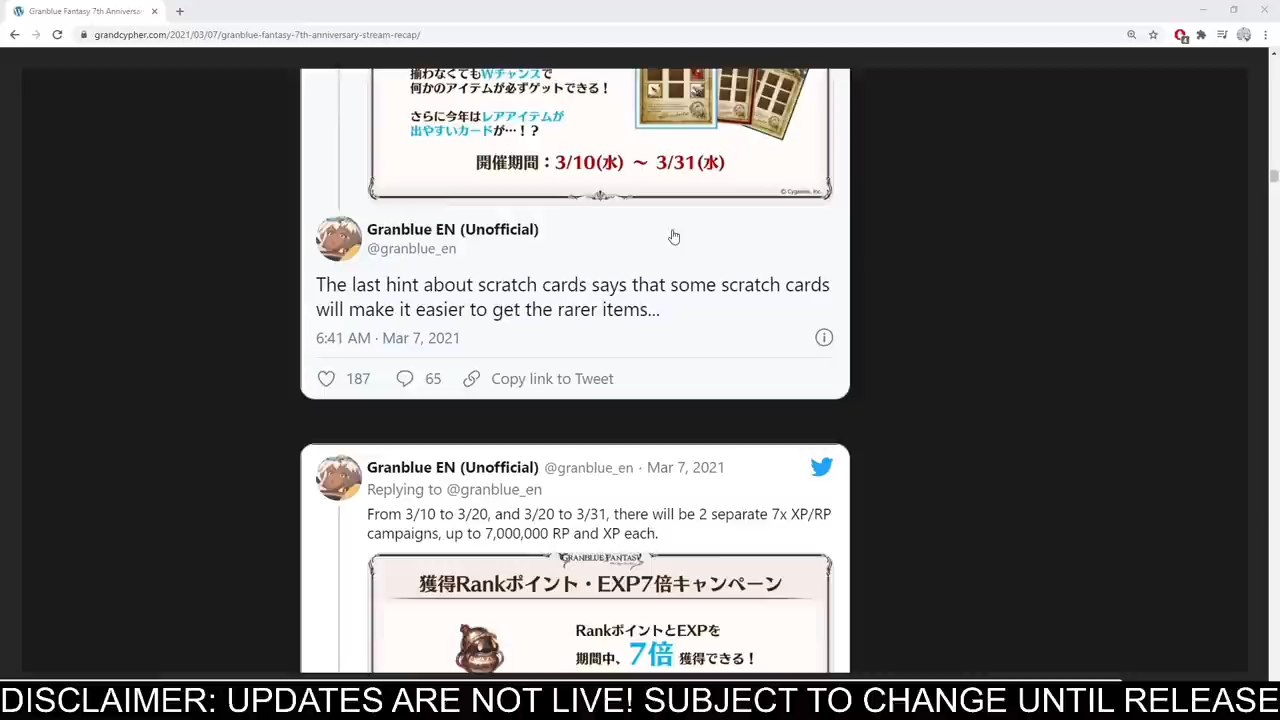 Granblue Fantasy 7th Anniversa
grandcypher.com/2021/03/07/granblue-fantasy-7th-anniversary-stream-recap/
揃わなくてもWチャンスで
何かのアイテムが必ずゲットできる！
さらに今年はレアアイテムが
出やすいカードが…！？
開催期間：3/10(水) ～ 3/31(水)
© Cygames, Inc.
Granblue EN (Unofficial)
@granblue_en
The last hint about scratch cards says that some scratch cards
will make it easier to get the rarer items...
6:41 AM · Mar 7, 2021
187 65 Copy link to Tweet
Granblue EN (Unofficial) @granblue_en · Mar 7, 2021
Replying to @granblue_en
From 3/10 to 3/20, and 3/20 to 3/31, there will be 2 separate 7x XP/RP
campaigns, up to 7,000,000 RP and XP each.
GRANBLUE FANTASY
獲得Rankポイント・EXP7倍キャンペーン
RankポイントとEXPを
期間中、7倍 獲得できる！
DISCLAIMER: UPDATES ARE NOT LIVE! SUBJECT TO CHANGE UNTIL RELEASE